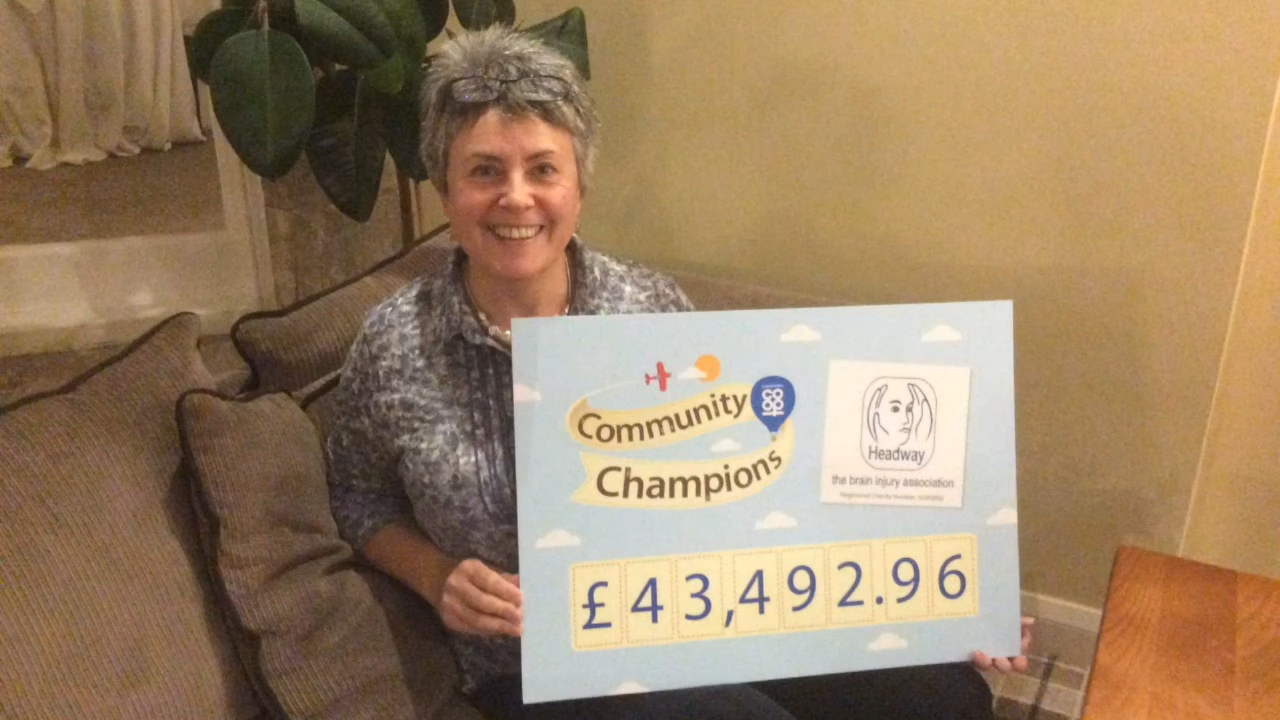 Community
Champions
Headway
the brain injury association
£43,492.96